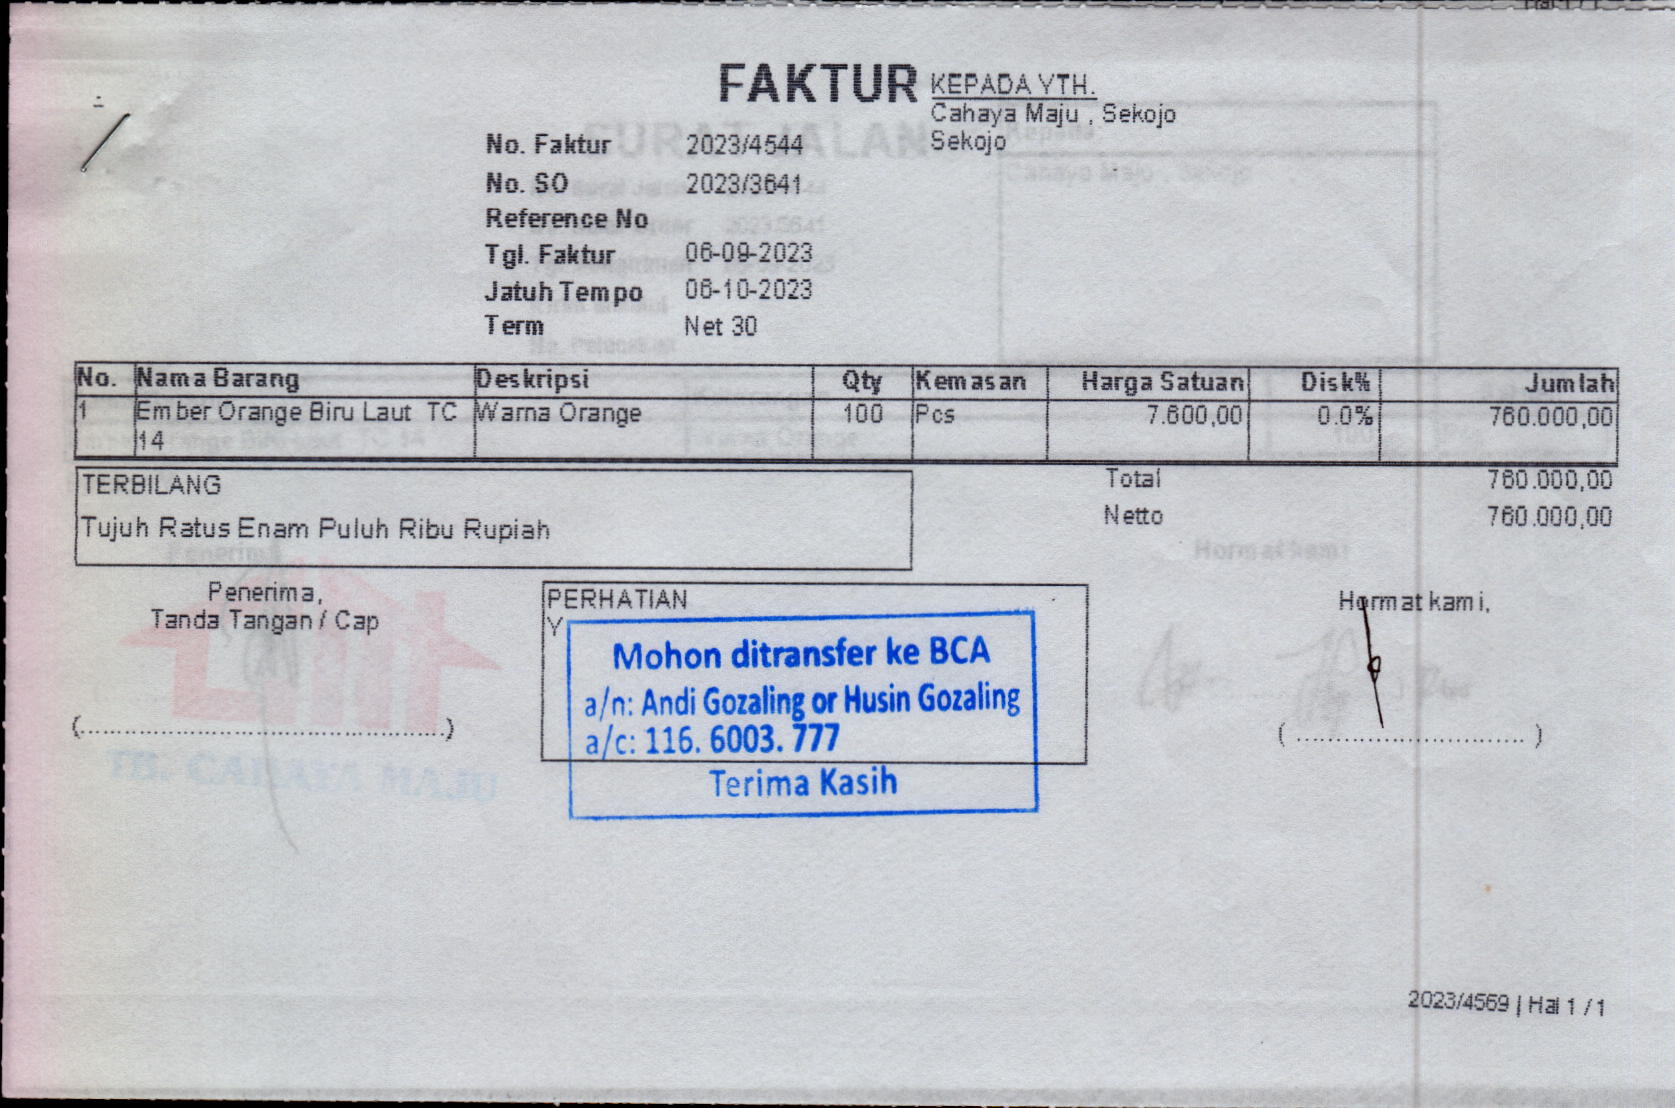 FAKTUR
KEPADA YTH.
Cahaya Maju , Sekojo
Sekojo
No. Faktur 2023/4544
No. SO 2023/3641
Reference No
Tgl. Faktur 06-09-2023
Jatuh Tempo 06-10-2023
Term Net 30
No. Nama Barang Deskripsi Qty Kemasan Harga Satuan Disk% Jumlah
1 Ember Orange Biru Laut TC Warna Orange 100 Pcs 7.600,00 0.0% 760.000,00
14
TERBILANG
Tujuh Ratus Enam Puluh Ribu Rupiah
Total 760.000,00
Netto 760.000,00
Penerima,
Tanda Tangan / Cap
PERHATIAN
Y
Mohon ditransfer ke BCA
a/n: Andi Gozaling or Husin Gozaling
a/c: 116. 6003. 777
Terima Kasih
Hormat kami,
TB. CAHAYA MAJU
2023/4569 | Hal 1 / 1